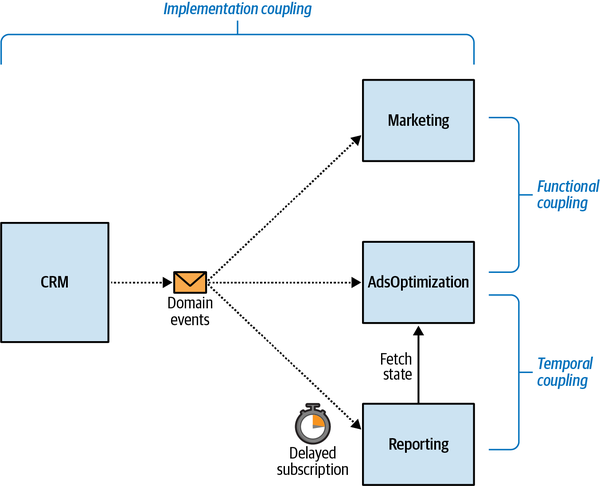 Implementation coupling
Marketing
Functional
coupling
CRM
Domain
events
AdsOptimization
Fetch
state
Temporal
coupling
Delayed
subscription
Reporting